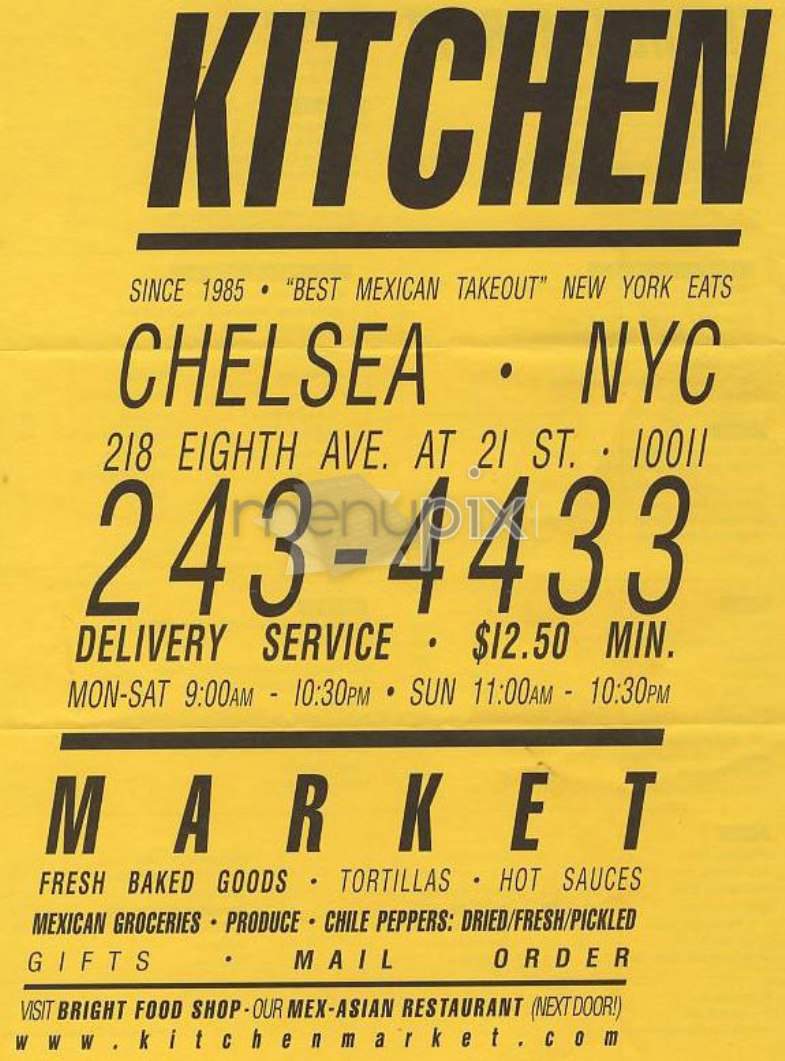 KITCHEN
SINCE 1985 • "BEST MEXICAN TAKEOUT" NEW YORK EATS
CHELSEA • NYC
218 EIGHTH AVE. AT 21 ST. • 10011
menupix
243-4433
DELIVERY SERVICE • $12.50 MIN.
MON-SAT 9:00AM - 10:30PM • SUN 11:00AM - 10:30PM
MARKET
FRESH BAKED GOODS • TORTILLAS • HOT SAUCES
MEXICAN GROCERIES • PRODUCE • CHILE PEPPERS: DRIED/FRESH/PICKLED
GIFTS • MAIL ORDER
VISIT BRIGHT FOOD SHOP - OUR MEX-ASIAN RESTAURANT (NEXT DOOR!)
www.kitchenmarket.com